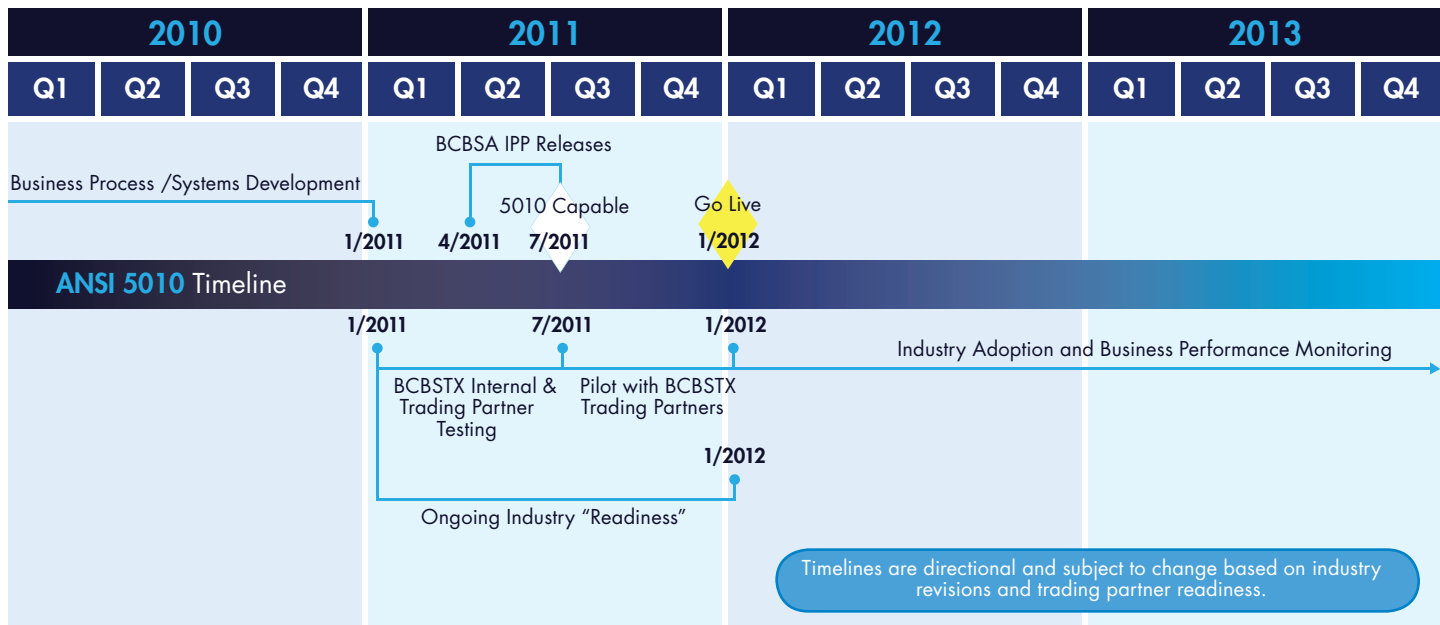 2010 2011 2012 2013
Q1 Q2 Q3 Q4 Q1 Q2 Q3 Q4 Q1 Q2 Q3 Q4 Q1 Q2 Q3 Q4
BCBSA IPP Releases
Business Process /Systems Development
5010 Capable
Go Live
1/2011 4/2011 7/2011 1/2012
ANSI 5010 Timeline
1/2011 7/2011 1/2012
Industry Adoption and Business Performance Monitoring
BCBSTX Internal &
Trading Partner
Testing
Pilot with BCBSTX
Trading Partners
1/2012
Ongoing Industry “Readiness”
Timelines are directional and subject to change based on industry
revisions and trading partner readiness.